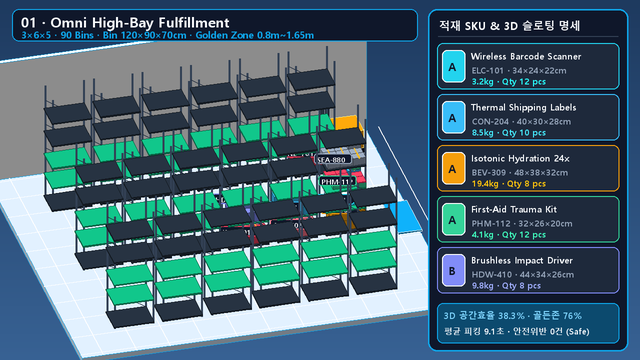 01 · Omni High-Bay Fulfillment
3×6×5 · 90 Bins · Bin 120×90×70cm · Golden Zone 0.8m~1.65m
SEA-880
PHM-112
적재 SKU & 3D 슬로팅 명세
A
Wireless Barcode Scanner
ELC-101 · 34×24×22cm
3.2kg · Qty 12 pcs
A
Thermal Shipping Labels
CON-204 · 40×30×28cm
8.5kg · Qty 10 pcs
A
Isotonic Hydration 24x
BEV-309 · 48×38×32cm
19.4kg · Qty 8 pcs
A
First-Aid Trauma Kit
PHM-112 · 32×26×20cm
4.1kg · Qty 12 pcs
B
Brushless Impact Driver
HDW-410 · 44×34×26cm
9.8kg · Qty 8 pcs
3D 공간효율 38.3% · 골든존 76%
평균 피킹 9.1초 · 안전위반 0건 (Safe)